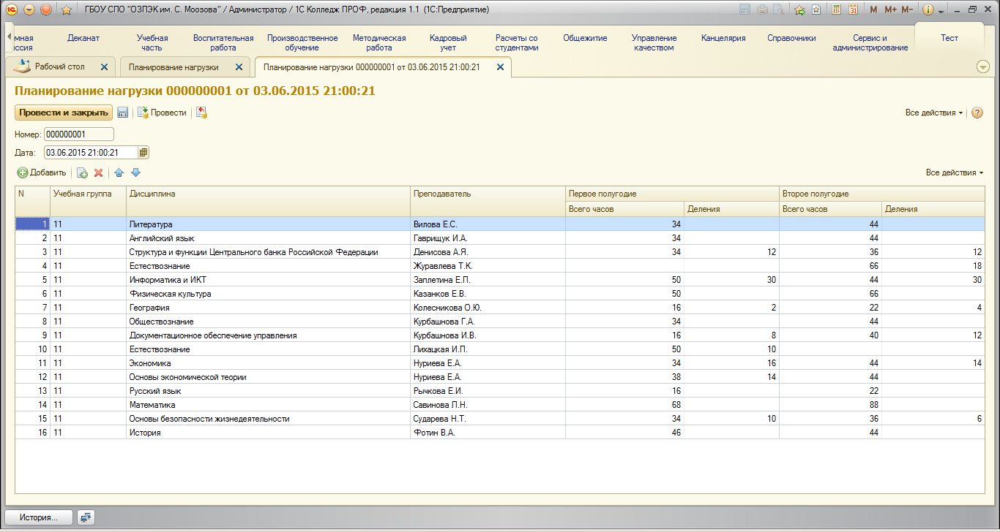 ГБОУ СПО "ОЗПЭК им. С. Моозова" / Администратор / 1С Колледж ПРОФ, редакция 1.1 (1С:Предприятие)
M M+ M-
мная Деканат Учебная Воспитательная Производственное Методическая Кадровый Расчеты со Общежитие Управление Канцелярия Справочники Сервис и Тест
иссия часть работа обучение работа учет студентами качеством администрирование
Рабочий стол Планирование нагрузки Планирование нагрузки 000000001 от 03.06.2015 21:00:21
Планирование нагрузки 000000001 от 03.06.2015 21:00:21
Провести и закрыть Провести Все действия ?
Номер: 000000001
Дата: 03.06.2015 21:00:21
Добавить Все действия
N Учебная группа Дисциплина Преподаватель Первое полугодие Второе полугодие
Всего часов Деления Всего часов Деления
1 11 Литература Вилова Е.С. 34 44
2 11 Английский язык Гаврищук И.А. 34 44
3 11 Структура и функции Центрального банка Российской Федерации Денисова А.Я. 34 12 36 12
4 11 Естествознание Журавлева Т.К. 66 18
5 11 Информатика и ИКТ Заплетина Е.П. 50 30 44 30
6 11 Физическая культура Казанков Е.В. 50 66
7 11 География Колесникова О.Ю. 16 2 22 4
8 11 Обществознание Курбашнова Г.А. 34 44
9 11 Документационное обеспечение управления Курбашнова И.В. 16 8 40 12
10 11 Естествознание Лихацкая И.П. 50 10
11 11 Экономика Нуриева Е.А. 34 16 44 14
12 11 Основы экономической теории Нуриева Е.А. 38 14 44
13 11 Русский язык Рычкова Е.И. 16 22
14 11 Математика Савинова Л.Н. 68 88
15 11 Основы безопасности жизнедеятельности Сударева Н.Т. 34 10 36 6
16 11 История Фотин В.А. 46 44
История...